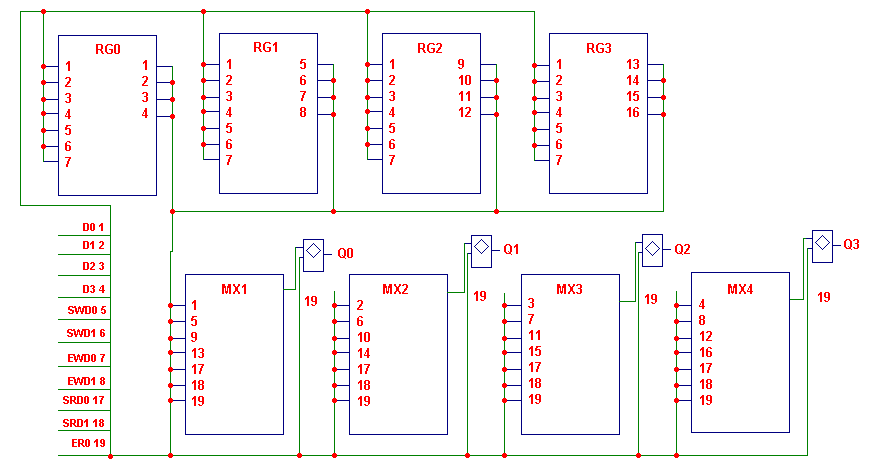 RG0
1 1
2 2
3 3
4 4
5
6
7
RG1
1 5
2 6
3 7
4 8
5
6
7
RG2
1 9
2 10
3 11
4 12
5
6
7
RG3
1 13
2 14
3 15
4 16
5
6
7
D0 1
D1 2
D2 3
D3 4
SWD0 5
SWD1 6
EWD0 7
EWD1 8
SRD0 17
SRD1 18
ER0 19
MX1
1
5
9
13
17
18
19
Q0
19
MX2
2
6
10
14
17
18
19
Q1
19
MX3
3
7
11
15
17
18
19
Q2
19
MX4
4
8
12
16
17
18
19
Q3
19